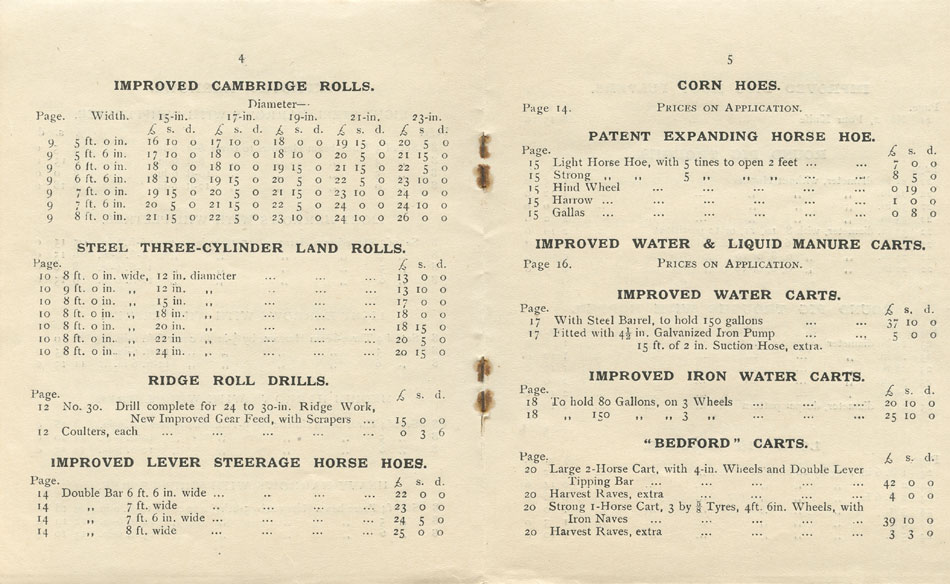 4
IMPROVED CAMBRIDGE ROLLS.
Diameter—
Page. Width. 15-in. 17-in. 19-in. 21-in. 23-in.
£ s. d. £ s. d. £ s. d. £ s. d. £ s. d.
9 5 ft. 0 in. 16 10 0 17 10 0 18 0 0 19 15 0 20 5 0
9 5 ft. 6 in. 17 10 0 18 0 0 18 10 0 20 5 0 21 15 0
9 6 ft. 0 in. 18 0 0 18 10 0 19 15 0 21 15 0 22 5 0
9 6 ft. 6 in. 18 10 0 19 15 0 20 5 0 22 5 0 23 10 0
9 7 ft. 0 in. 19 15 0 20 5 0 21 15 0 23 10 0 24 0 0
9 7 ft. 6 in. 20 5 0 21 15 0 22 5 0 24 0 0 24 10 0
9 8 ft. 0 in. 21 15 0 22 5 0 23 10 0 24 10 0 26 0 0
STEEL THREE-CYLINDER LAND ROLLS.
Page. £ s. d.
10 8 ft. 0 in. wide, 12 in. diameter ... ... ... 13 0 0
10 9 ft. 0 in. ,, 12 in. ,, ... ... ... 13 10 0
10 8 ft. 0 in. ,, 15 in. ,, ... ... ... 17 0 0
10 8 ft. 0 in. ,, 18 in. ,, ... ... ... 18 0 0
10 8 ft. 0 in. ,, 20 in. ,, ... ... ... 18 15 0
10 8 ft. 0 in. ,, 22 in ,, ... ... ... 20 5 0
10 8 ft. 0 in. ,, 24 in. ,, ... ... ... 20 15 0
RIDGE ROLL DRILLS.
Page. £ s. d.
12 No. 30. Drill complete for 24 to 30-in. Ridge Work,
New Improved Gear Feed, with Scrapers ... 15 0 0
12 Coulters, each ... ... ... ... ... 0 3 6
IMPROVED LEVER STEERAGE HORSE HOES.
Page. £ s. d.
14 Double Bar 6 ft. 6 in. wide ... .. ... ... 22 0 0
14 ,, 7 ft. wide .. ... ... 23 0 0
14 ,, 7 ft. 6 in. wide ... ... ... ... 24 5 0
14 ,, 8 ft. wide ... ... ... 25 0 0
5
CORN HOES.
Page 14. PRICES ON APPLICATION.
PATENT EXPANDING HORSE HOE.
Page. £ s. d.
15 Light Horse Hoe, with 5 tines to open 2 feet ... ... 7 0 0
15 Strong ,, ,, 5 ,, ,, ,, ... ... 8 5 0
15 Hind Wheel ... ... ... ... ... 0 19 0
15 Harrow ... ... ... ... ... ... 1 0 0
15 Gallas ... ... ... ... ... ... 0 8 0
IMPROVED WATER & LIQUID MANURE CARTS.
Page 16. PRICES ON APPLICATION.
IMPROVED WATER CARTS.
Page. £ s. d.
17 With Steel Barrel, to hold 150 gallons ... ... 37 10 0
17 Fitted with 4½ in. Galvanized Iron Pump ... ... 5 0 0
15 ft. of 2 in. Suction Hose, extra.
IMPROVED IRON WATER CARTS.
Page. £ s. d.
18 To hold 80 Gallons, on 3 Wheels ... ... ... 20 10 0
18 ,, 150 ,, ,, 3 ,, ... ... ... 25 10 0
"BEDFORD" CARTS.
Page. £ s. d.
20 Large 2-Horse Cart, with 4-in. Wheels and Double Lever
Tipping Bar ... ... ... ... ... 42 0 0
20 Harvest Raves, extra ... ... ... ... 4 0 0
20 Strong 1-Horse Cart, 3 by Tyres, 4ft. 6in. Wheels, with
Iron Naves ... ... ... ... ... 39 10 0
20 Harvest Raves, extra ... ... ... ... 3 3 0